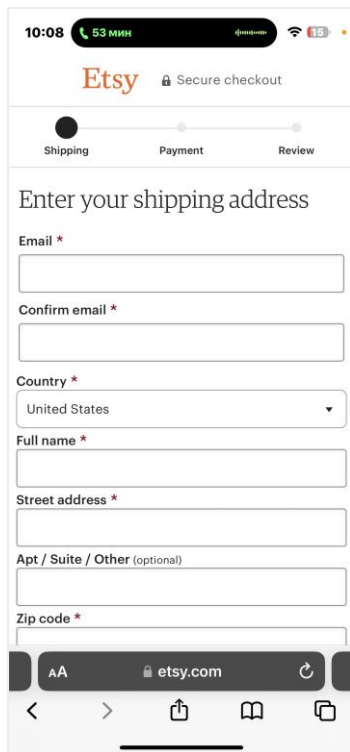 10:08 53 мин 15
Etsy Secure checkout
Shipping Payment Review
Enter your shipping address
Email *
Confirm email *
Country *
United States
Full name *
Street address *
Apt / Suite / Other (optional)
Zip code *
AA etsy.com